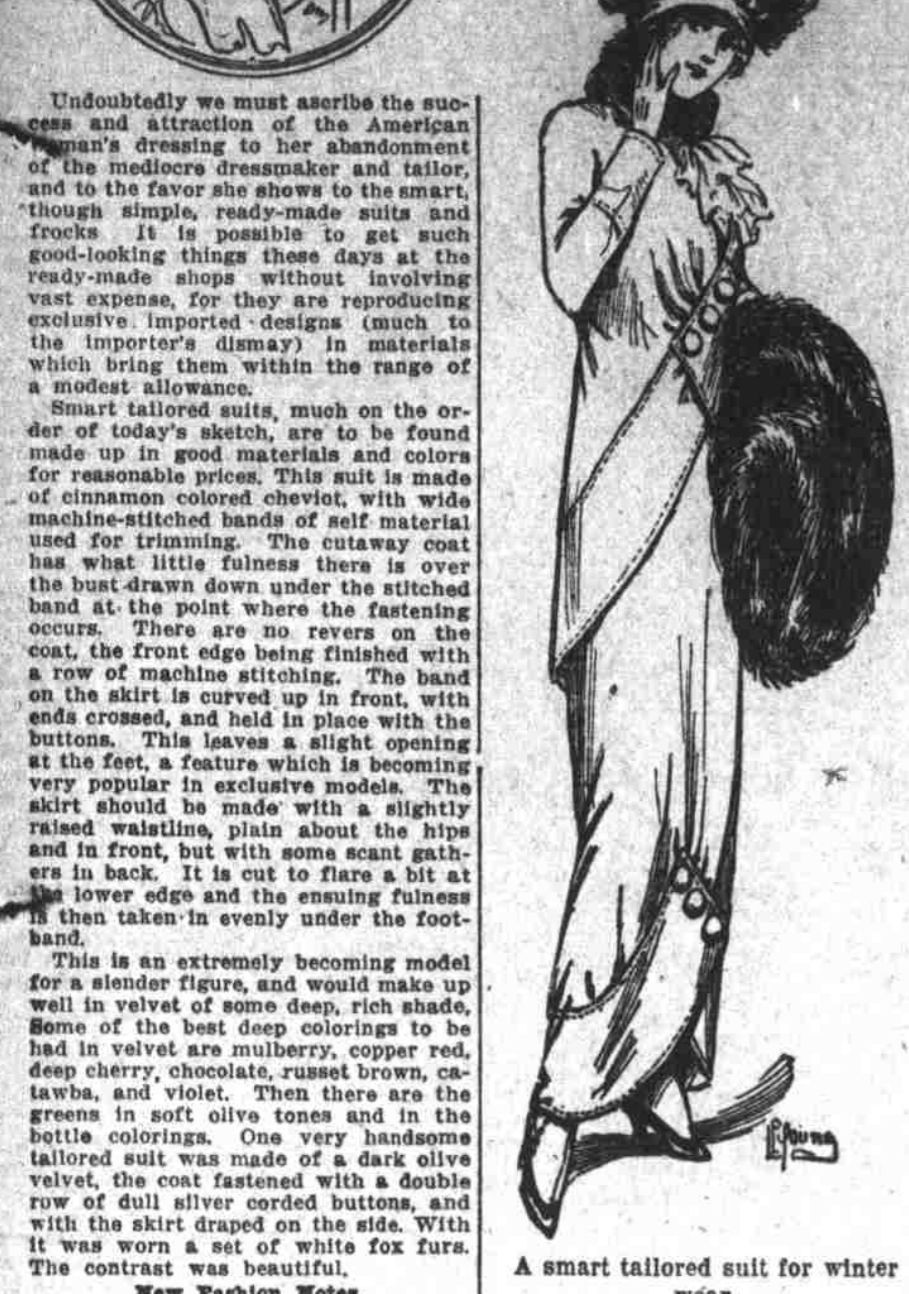 Undoubtedly we must ascribe the suc-
cess and attraction of the American
man's dressing to her abandonment
of the mediocre dressmaker and tailor,
and to the favor she shows to the smart,
though simple, ready-made suits and
frocks It is possible to get such
good-looking things these days at the
ready-made shops without involving
vast expense, for they are reproducing
exclusive imported designs (much to
the importer's dismay) in materials
which bring them within the range of
a modest allowance.
Smart tailored suits, much on the or-
der of today's sketch, are to be found
made up in good materials and colors
for reasonable prices. This suit is made
of cinnamon colored cheviot, with wide
machine-stitched bands of self material
used for trimming. The cutaway coat
has what little fulness there is over
the bust drawn down under the stitched
band at the point where the fastening
occurs. There are no revers on the
coat, the front edge being finished with
a row of machine stitching. The band
on the skirt is curved up in front, with
ends crossed, and held in place with the
buttons. This leaves a slight opening
at the feet, a feature which is becoming
very popular in exclusive models. The
skirt should be made with a slightly
raised waistline, plain about the hips
and in front, but with some scant gath-
ers in back. It is cut to flare a bit at
the lower edge and the ensuing fulness
is then taken in evenly under the foot-
band.
This is an extremely becoming model
for a slender figure, and would make up
well in velvet of some deep, rich shade.
Some of the best deep colorings to be
had in velvet are mulberry, copper red,
deep cherry, chocolate, russet brown, ca-
tawba, and violet. Then there are the
greens in soft olive tones and in the
bottle colorings. One very handsome
tailored suit was made of a dark olive
velvet, the coat fastened with a double
row of dull silver corded buttons, and
with the skirt draped on the side. With
it was worn a set of white fox furs.
The contrast was beautiful.
New Fashion Notes
Young
A smart tailored suit for winter
wear